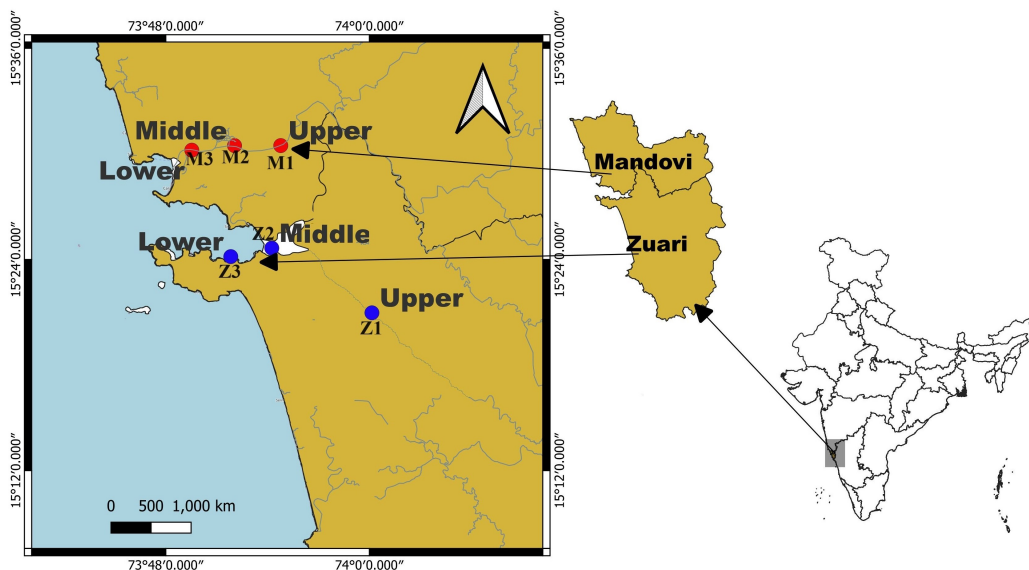 73°48′0.000″ 74°0′0.000″
15°36′0.000″ 15°36′0.000″
Middle Upper
M3 M2 M1
Lower
Z2 Middle
Lower
Z3
15°24′0.000″ 15°24′0.000″
Upper
Z1
15°12′0.000″ 15°12′0.000″
0 500 1,000 km
73°48′0.000″ 74°0′0.000″
Mandovi
Zuari